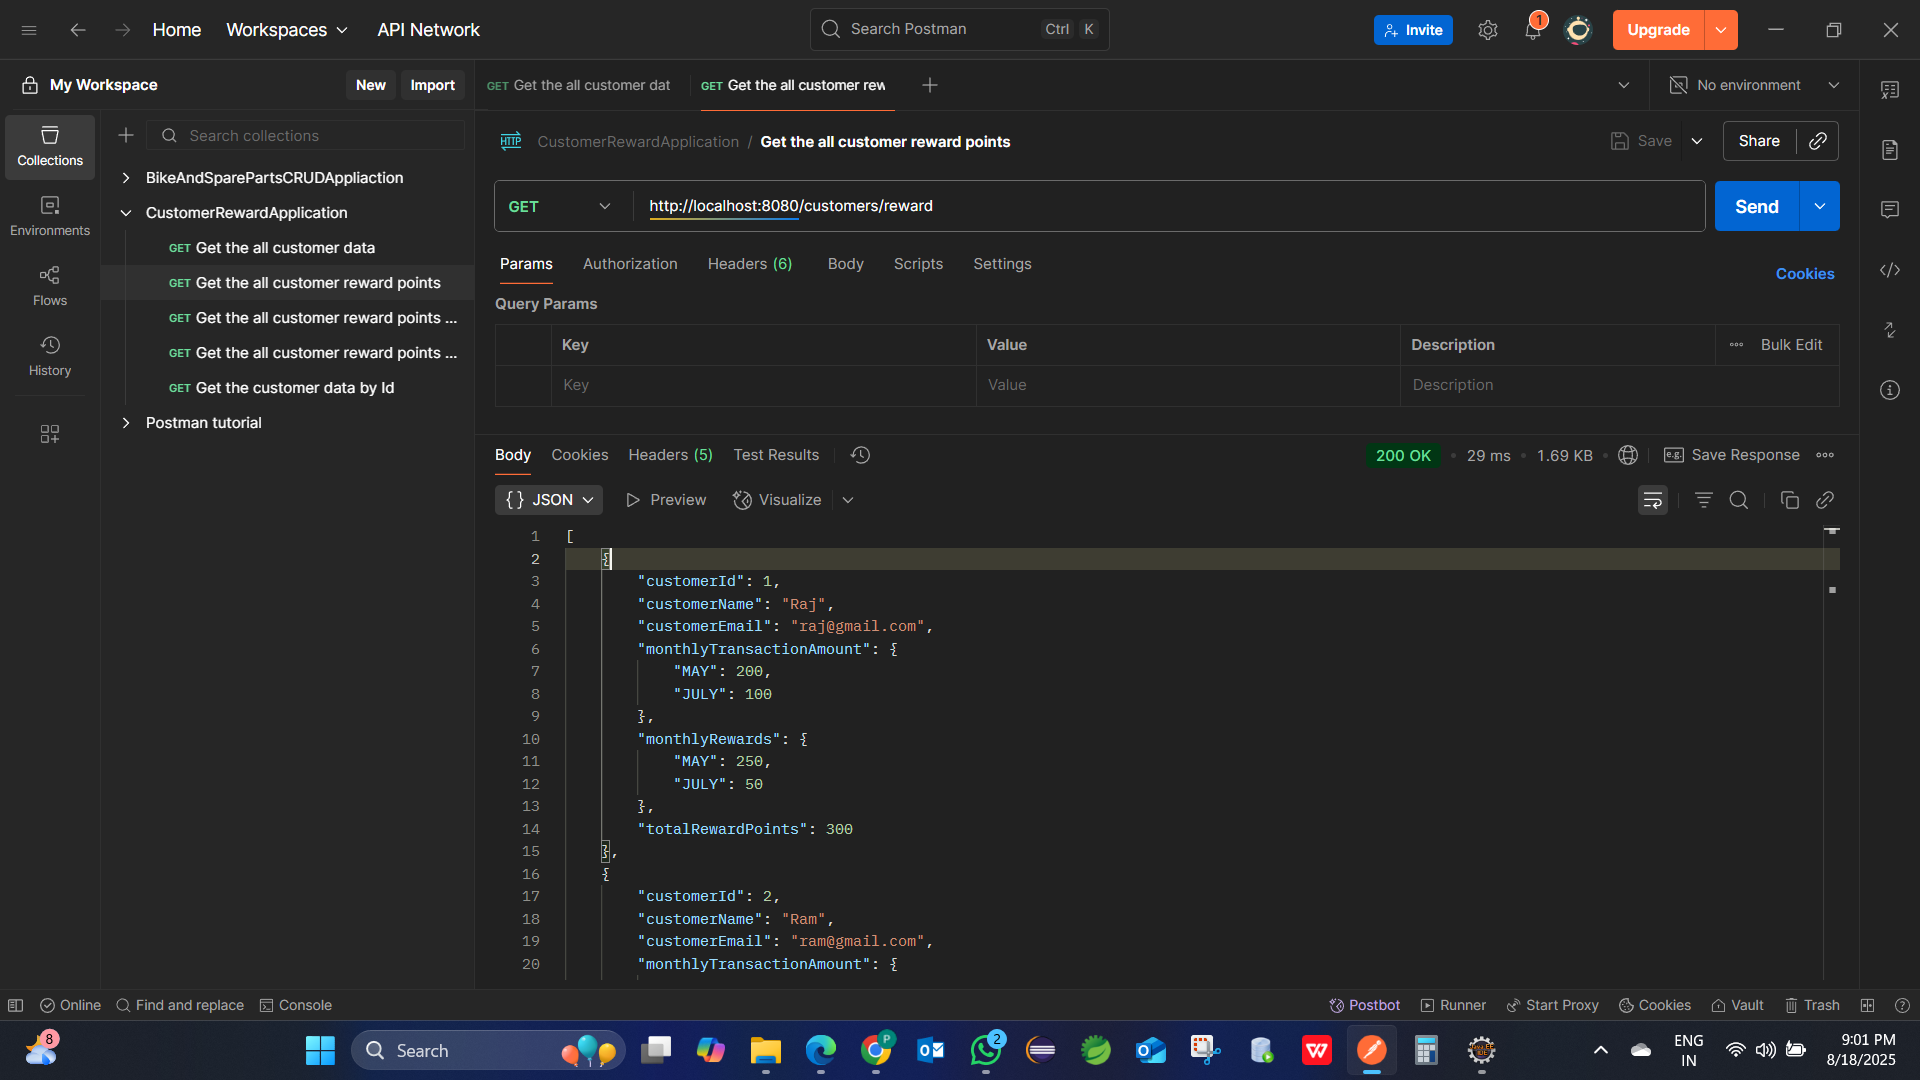 Home
Workspaces
API Network
Search Postman
Ctrl K
Invite
1
Upgrade
My Workspace
New
Import
GET Get the all customer dat
GET Get the all customer rew
No environment
Collections
Search collections
Environments
Flows
History
BikeAndSparePartsCRUDAppliaction
CustomerRewardApplication
GET Get the all customer data
GET Get the all customer reward points
GET Get the all customer reward points ...
GET Get the all customer reward points ...
GET Get the customer data by Id
Postman tutorial
HTTP CustomerRewardApplication / Get the all customer reward points
Save
Share
GET http://localhost:8080/customers/reward
Send
Params Authorization Headers (6) Body Scripts Settings
Cookies
Query Params
Key Value Description Bulk Edit
Key Value Description
Body Cookies Headers (5) Test Results
200 OK • 29 ms • 1.69 KB
e.g. Save Response
{} JSON Preview Visualize
1 [
2 {
3 "customerId": 1,
4 "customerName": "Raj",
5 "customerEmail": "raj@gmail.com",
6 "monthlyTransactionAmount": {
7 "MAY": 200,
8 "JULY": 100
9 },
10 "monthlyRewards": {
11 "MAY": 250,
12 "JULY": 50
13 },
14 "totalRewardPoints": 300
15 },
16 {
17 "customerId": 2,
18 "customerName": "Ram",
19 "customerEmail": "ram@gmail.com",
20 "monthlyTransactionAmount": {
Online Find and replace Console
Postbot Runner Start Proxy Cookies Vault Trash
8
Search
P
2
ENG
IN
9:01 PM
8/18/2025